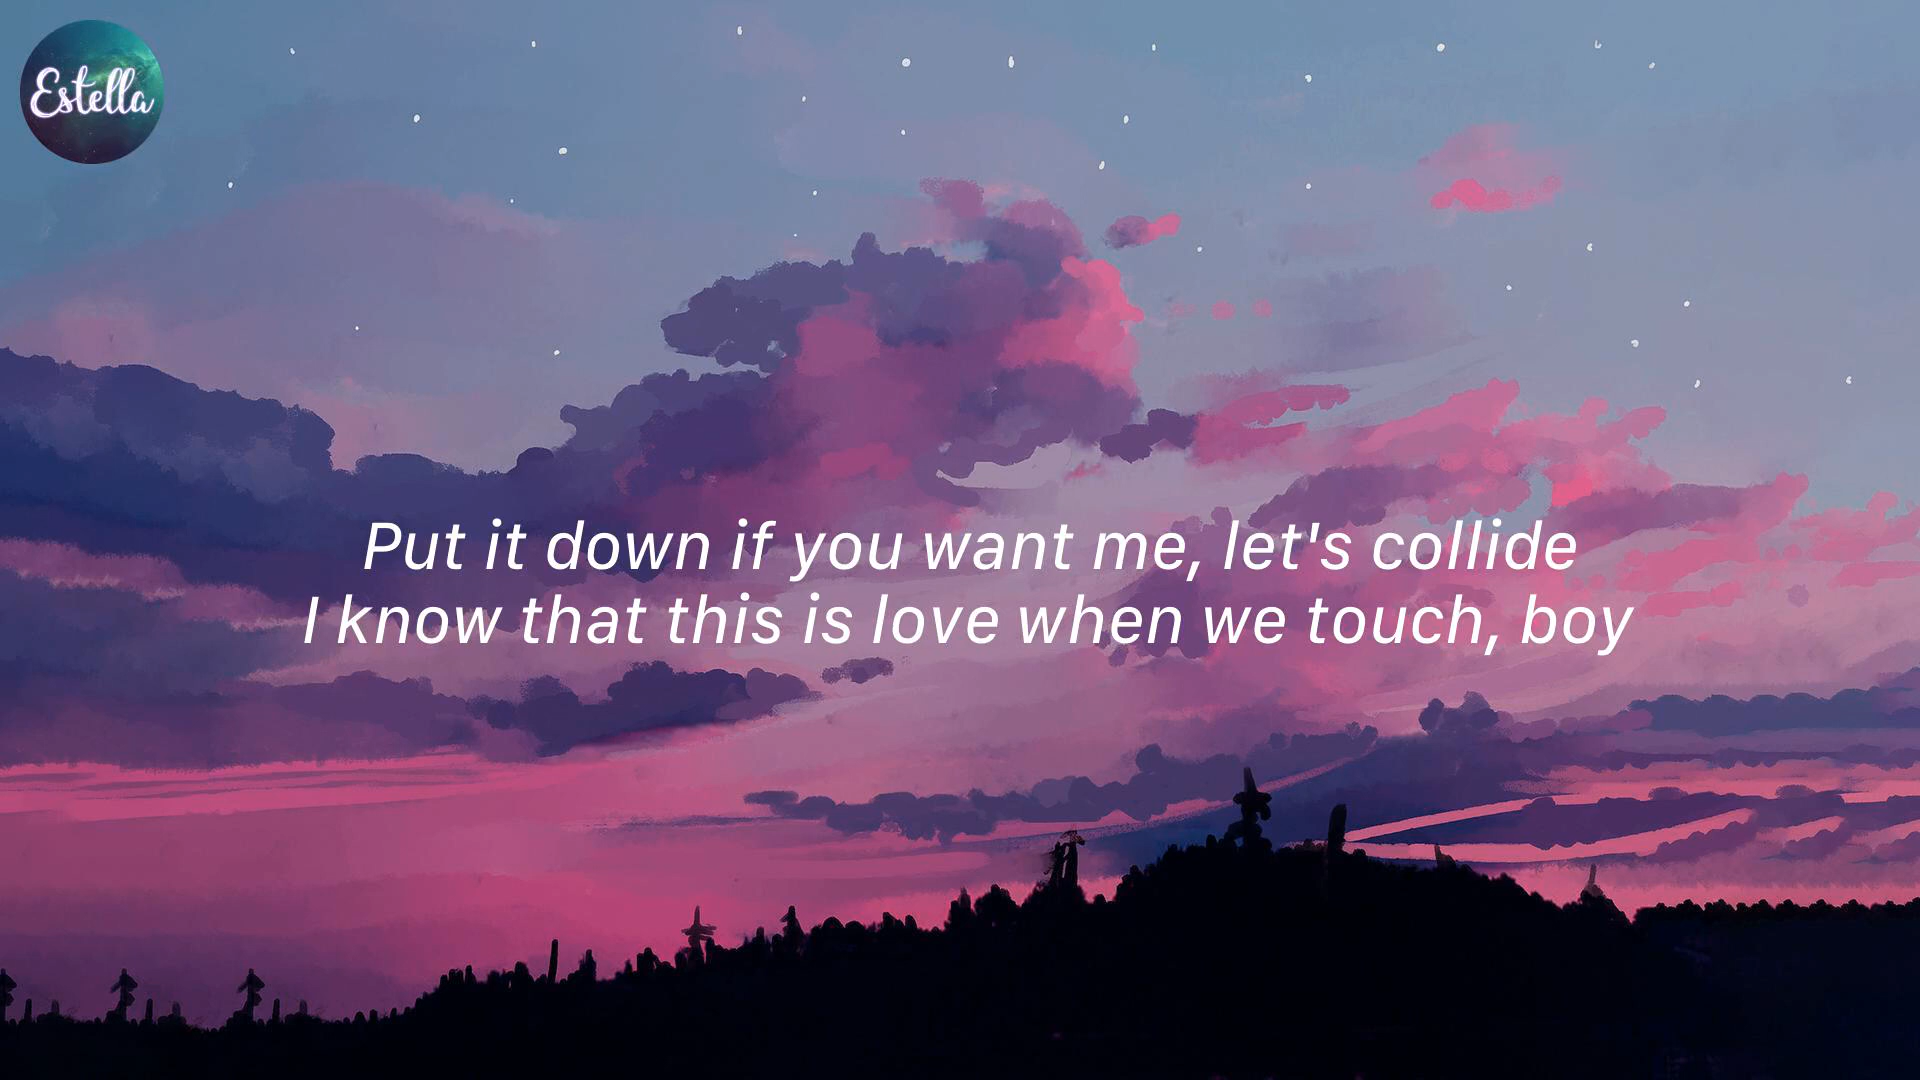 Estella
Put it down if you want me, let's collide
I know that this is love when we touch, boy